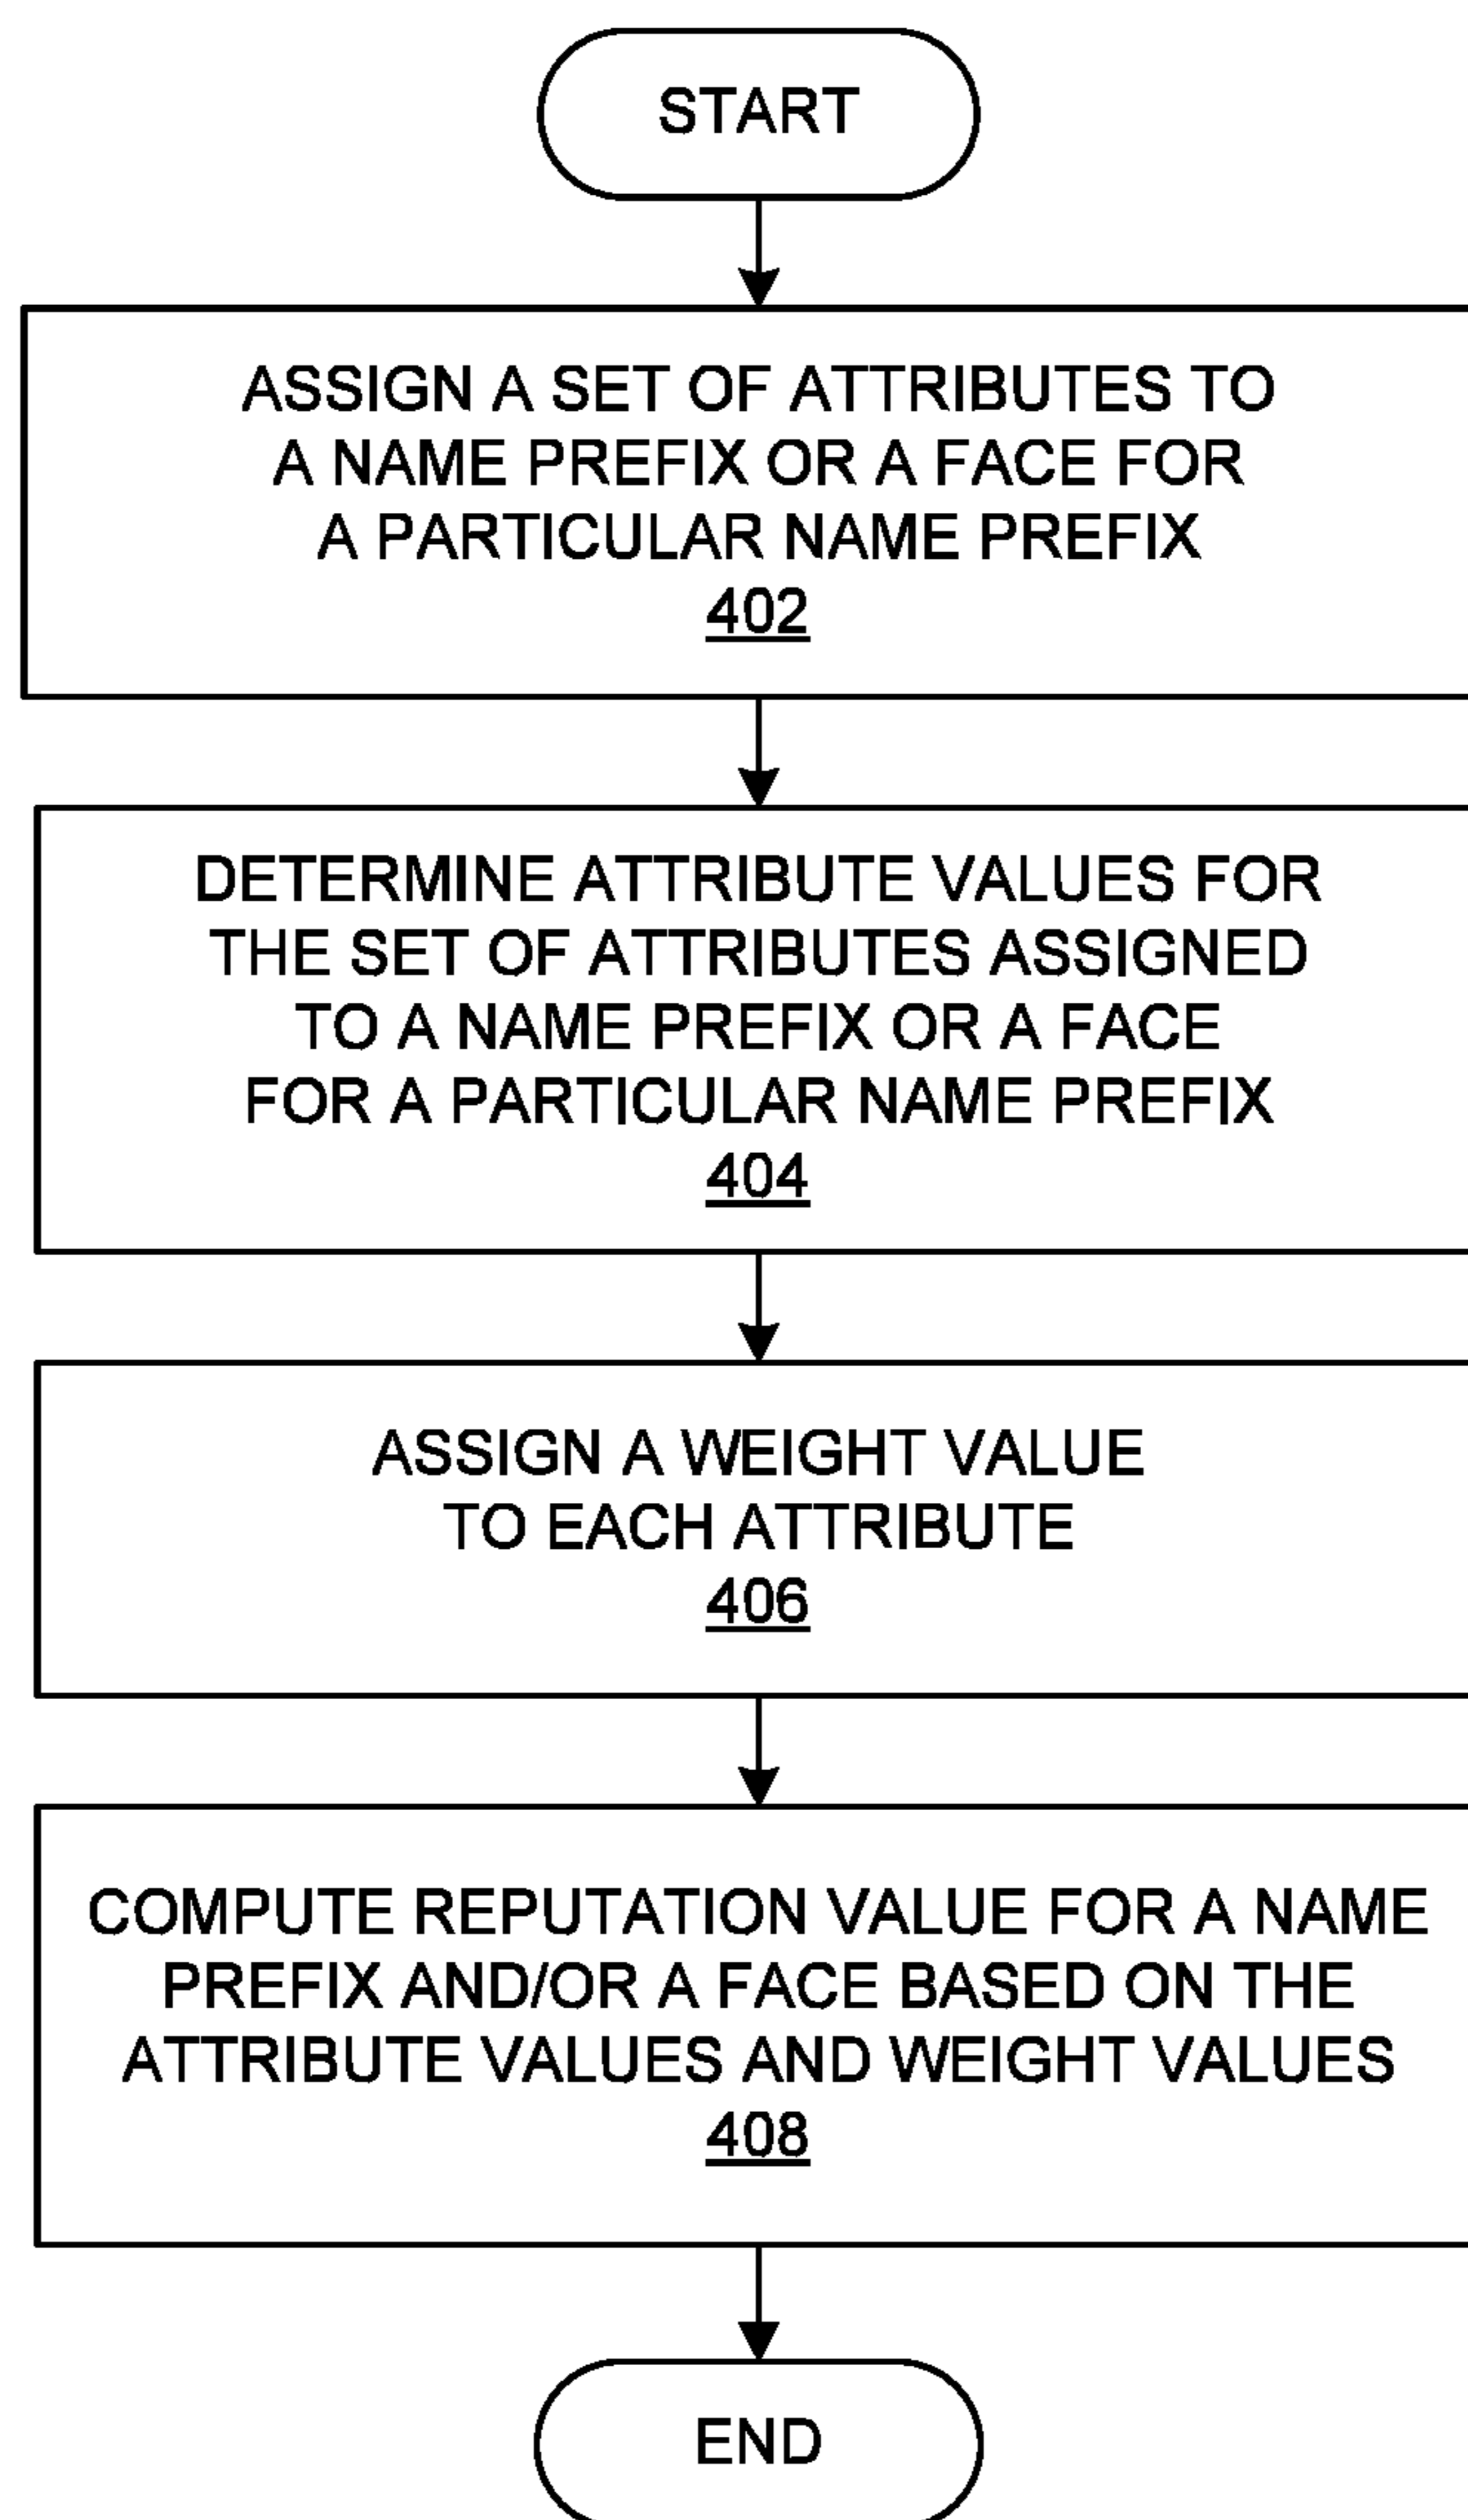 START
ASSIGN A SET OF ATTRIBUTES TO
A NAME PREFIX OR A FACE FOR
A PARTICULAR NAME PREFIX
402
DETERMINE ATTRIBUTE VALUES FOR
THE SET OF ATTRIBUTES ASSIGNED
TO A NAME PREFIX OR A FACE
FOR A PARTICULAR NAME PREFIX
404
ASSIGN A WEIGHT VALUE
TO EACH ATTRIBUTE
406
COMPUTE REPUTATION VALUE FOR A NAME
PREFIX AND/OR A FACE BASED ON THE
ATTRIBUTE VALUES AND WEIGHT VALUES
408
END